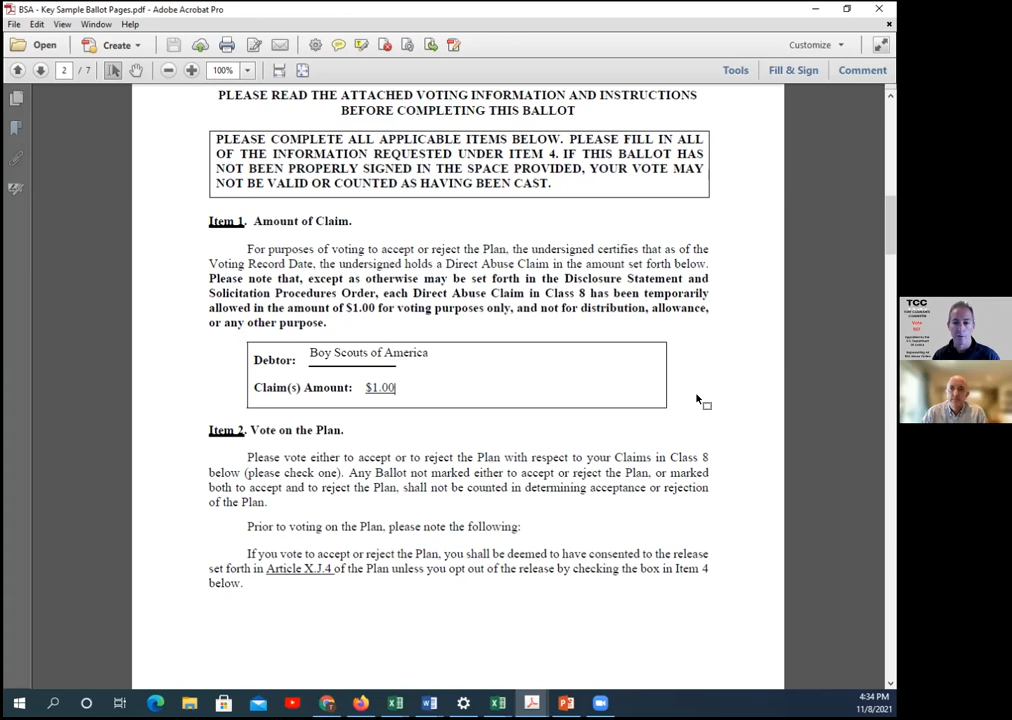 BSA - Key Sample Ballot Pages.pdf - Adobe Acrobat Pro
File Edit View Window Help
Open Create Customize
2 / 7 100% Tools Fill & Sign Comment
PLEASE READ THE ATTACHED VOTING INFORMATION AND INSTRUCTIONS
BEFORE COMPLETING THIS BALLOT
PLEASE COMPLETE ALL APPLICABLE ITEMS BELOW. PLEASE FILL IN ALL
OF THE INFORMATION REQUESTED UNDER ITEM 4. IF THIS BALLOT HAS
NOT BEEN PROPERLY SIGNED IN THE SPACE PROVIDED, YOUR VOTE MAY
NOT BE VALID OR COUNTED AS HAVING BEEN CAST.
Item 1. Amount of Claim.
For purposes of voting to accept or reject the Plan, the undersigned certifies that as of the
Voting Record Date, the undersigned holds a Direct Abuse Claim in the amount set forth below.
Please note that, except as otherwise may be set forth in the Disclosure Statement and
Solicitation Procedures Order, each Direct Abuse Claim in Class 8 has been temporarily
allowed in the amount of $1.00 for voting purposes only, and not for distribution, allowance,
or any other purpose.
Debtor: Boy Scouts of America
Claim(s) Amount: $1.00
Item 2. Vote on the Plan.
Please vote either to accept or to reject the Plan with respect to your Claims in Class 8
below (please check one). Any Ballot not marked either to accept or reject the Plan, or marked
both to accept and to reject the Plan, shall not be counted in determining acceptance or rejection
of the Plan.
Prior to voting on the Plan, please note the following:
If you vote to accept or reject the Plan, you shall be deemed to have consented to the release
set forth in Article X.J.4 of the Plan unless you opt out of the release by checking the box in Item 4
below.
TCC
Vote
NO
4:34 PM
11/8/2021